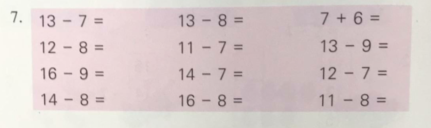 7. 13 − 7 = 13 − 8 = 7 + 6 =
12 − 8 = 11 − 7 = 13 − 9 =
16 − 9 = 14 − 7 = 12 − 7 =
14 − 8 = 16 − 8 = 11 − 8 =